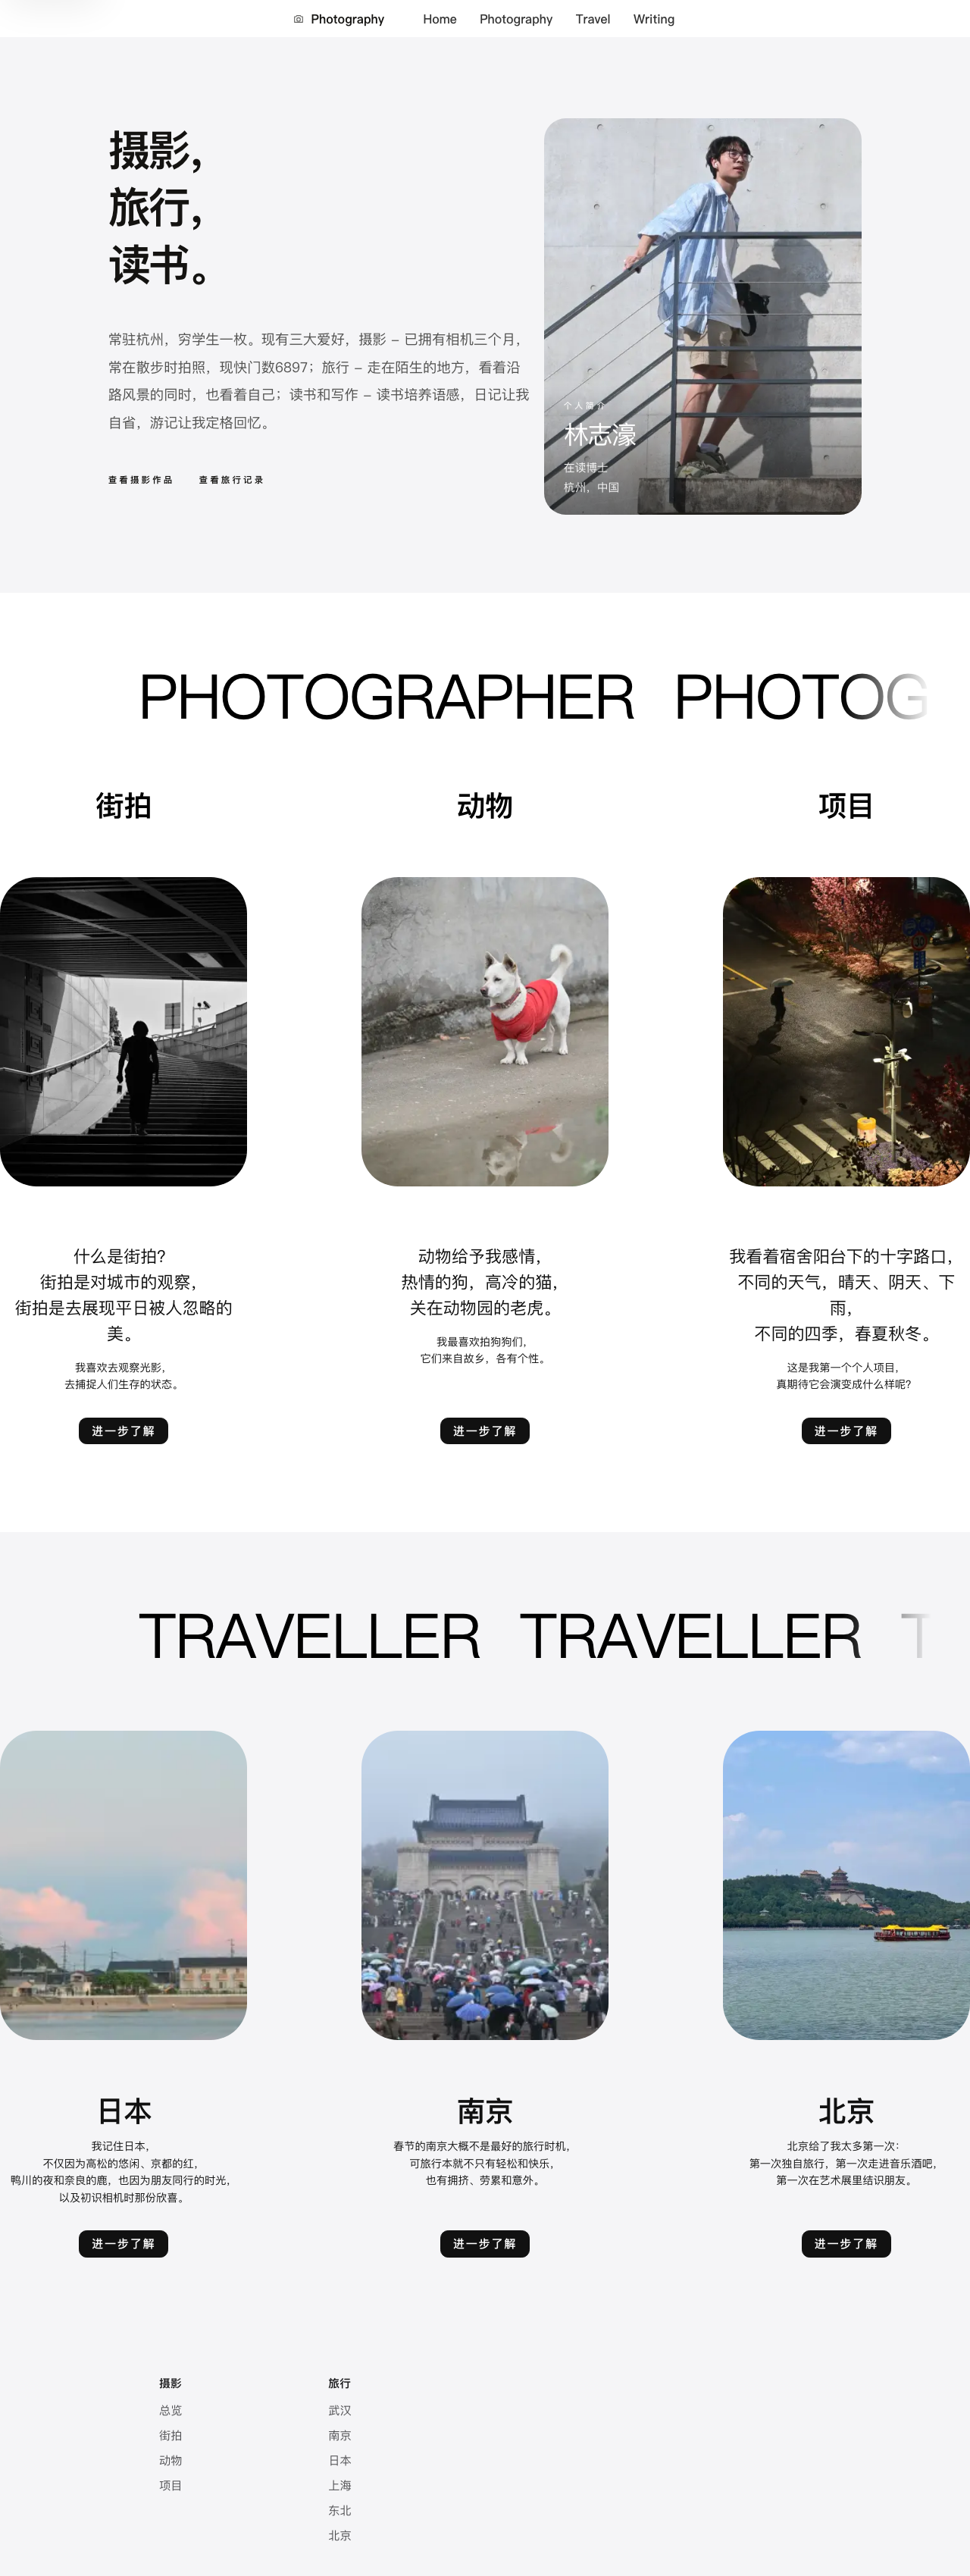 Photography Home Photography Travel Writing
摄影，
旅行，
读书。
常驻杭州，穷学生一枚。现有三大爱好，摄影 – 已拥有相机三个月，
常在散步时拍照，现快门数6897；旅行 – 走在陌生的地方，看着沿
路风景的同时，也看着自己；读书和写作 – 读书培养语感，日记让我
自省，游记让我定格回忆。
查看摄影作品 查看旅行记录
个人简介
林志濠
在读博士
杭州，中国
PHOTOGRAPHER PHOTOG
街拍
动物
项目
什么是街拍？
街拍是对城市的观察，
街拍是去展现平日被人忽略的
美。
我喜欢去观察光影，
去捕捉人们生存的状态。
进一步了解
动物给予我感情，
热情的狗，高冷的猫，
关在动物园的老虎。
我最喜欢拍狗狗们，
它们来自故乡，各有个性。
进一步了解
我看着宿舍阳台下的十字路口，
不同的天气，晴天、阴天、下
雨，
不同的四季，春夏秋冬。
这是我第一个个人项目，
真期待它会演变成什么样呢？
进一步了解
TRAVELLER TRAVELLER T
日本
我记住日本，
不仅因为高松的悠闲、京都的红，
鸭川的夜和奈良的鹿，也因为朋友同行的时光，
以及初识相机时那份欣喜。
进一步了解
南京
春节的南京大概不是最好的旅行时机，
可旅行本就不只有轻松和快乐，
也有拥挤、劳累和意外。
进一步了解
北京
北京给了我太多第一次：
第一次独自旅行，第一次走进音乐酒吧，
第一次在艺术展里结识朋友。
进一步了解
摄影
总览
街拍
动物
项目
旅行
武汉
南京
日本
上海
东北
北京